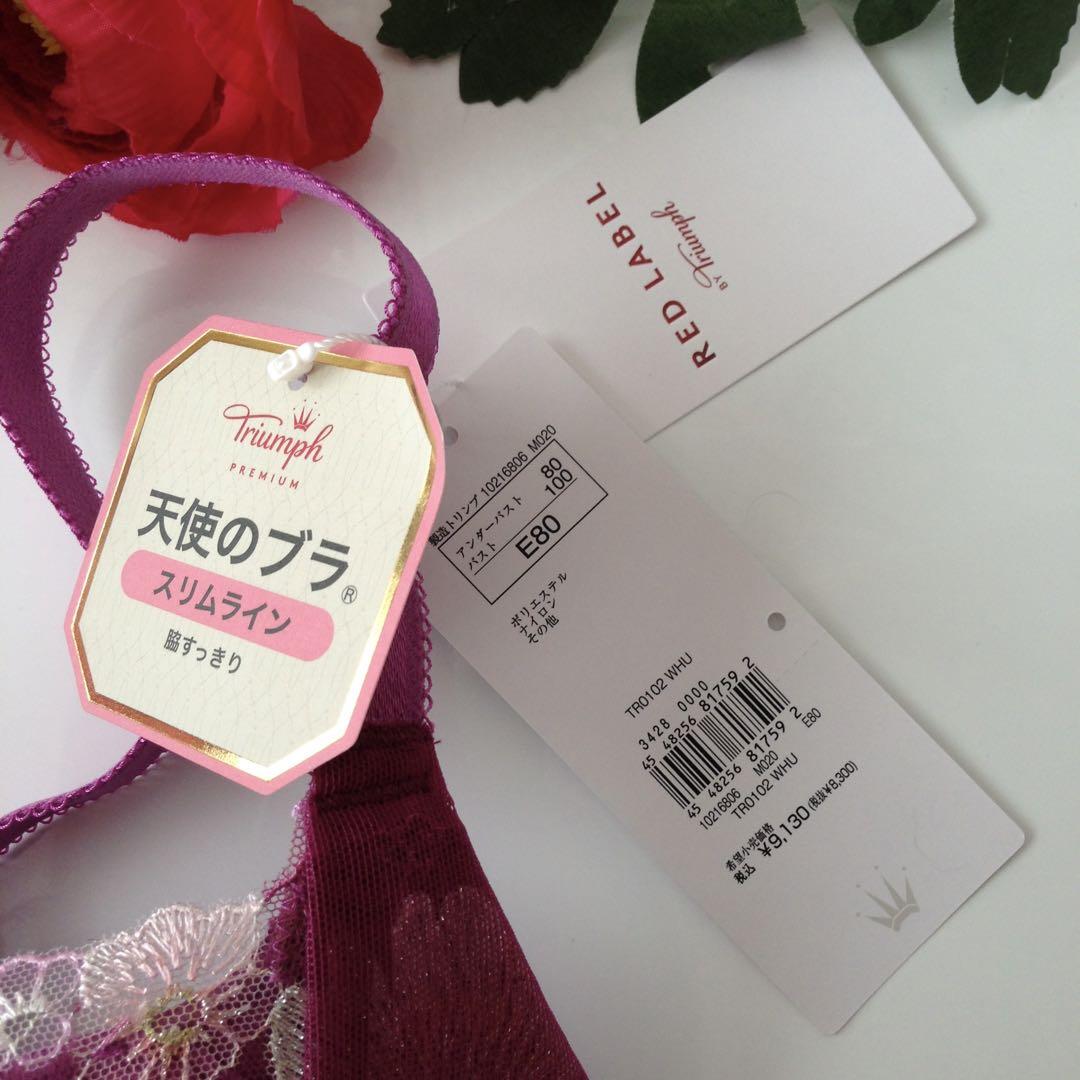 Triumph
PREMIUM
天使のブラ®
スリムライン
脇すっきり
RED LABEL
BY Triumph
製造トリンプ 10216806 M020
アンダーバスト 80
バスト 100
E80
ポリエステル
ナイロン
その他
TR0102 WHU
3428 0000
45 48256 81759 2
45 48256 81759 2
10216806 M020 E80
TR0102 WHU
希望小売価格
税込 ¥9,130 (税抜¥8,300)